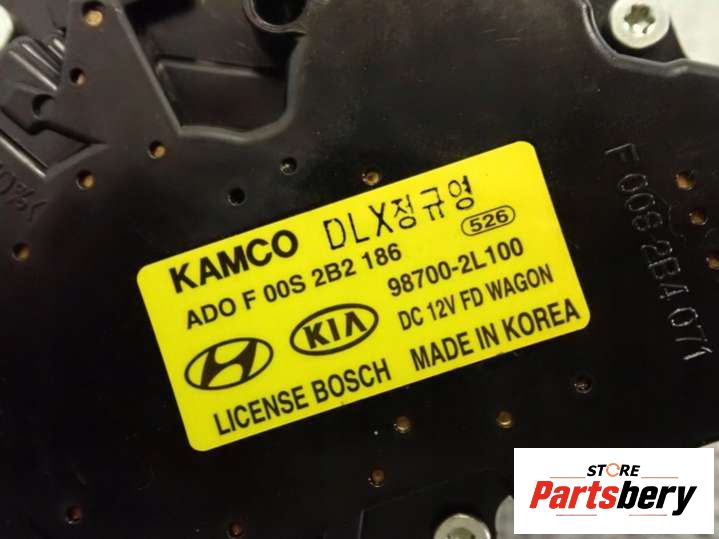 KAMCO DLX정규영
ADO F 00S 2B2 186 526
98700-2L100
KIA DC 12V FD WAGON
LICENSE BOSCH MADE IN KOREA
F 00S 2B4 071
STORE
Partsbery